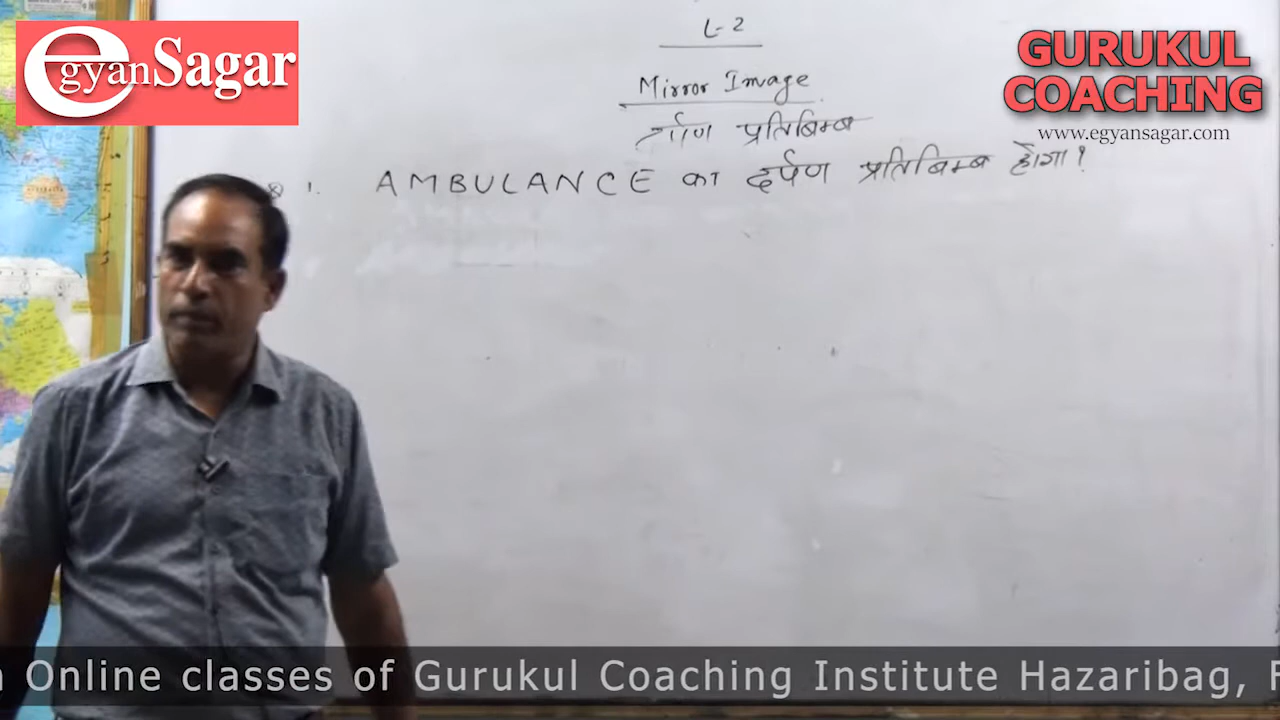 egyanSagar
GURUKUL
COACHING
www.egyansagar.com
L-2
Mirror Image
दर्पण प्रतिबिम्ब
Q 1. AMBULANCE का दर्पण प्रतिबिम्ब होगा?
Online classes of Gurukul Coaching Institute Hazaribag,